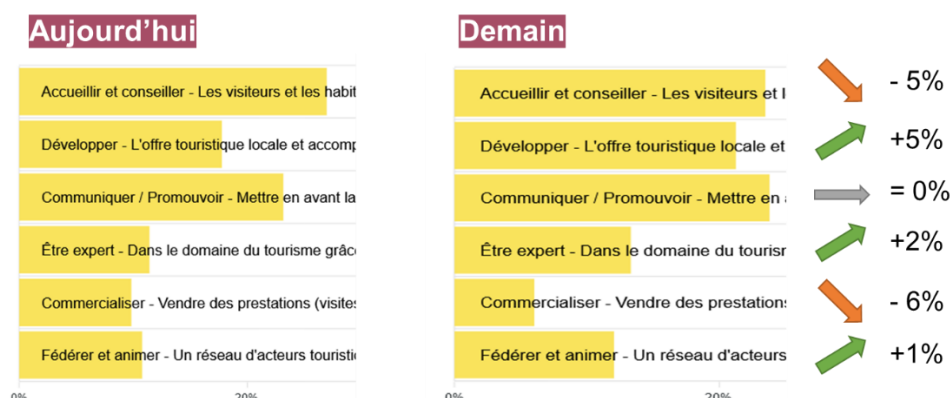 Aujourd'hui
Accueillir et conseiller - Les visiteurs et les habit
Développer - L'offre touristique locale et accomp
Communiquer / Promouvoir - Mettre en avant la
Être expert - Dans le domaine du tourisme grâc
Commercialiser - Vendre des prestations (visites
Fédérer et animer - Un réseau d'acteurs touristi
0%
20%
Demain
Accueillir et conseiller - Les visiteurs et l
Développer - L'offre touristique locale et
Communiquer / Promouvoir - Mettre en a
Être expert - Dans le domaine du tourisr
Commercialiser - Vendre des prestations
Fédérer et animer - Un réseau d'acteurs
0%
20%
- 5%
+5%
= 0%
+2%
- 6%
+1%